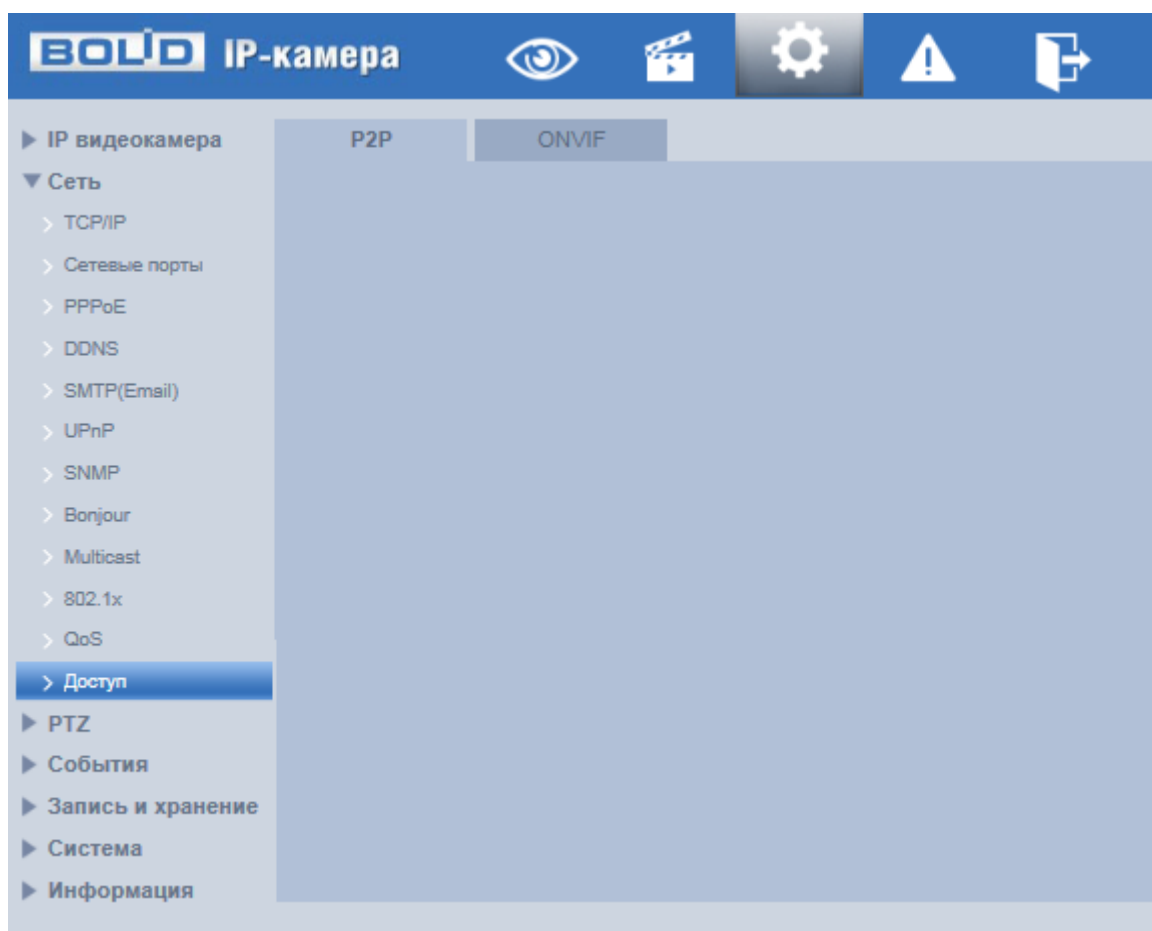 BOLID IP-камера
IP видеокамера
P2P
ONVIF
Сеть
TCP/IP
Сетевые порты
PPPoE
DDNS
SMTP(Email)
UPnP
SNMP
Bonjour
Multicast
802.1x
QoS
Доступ
PTZ
События
Запись и хранение
Система
Информация